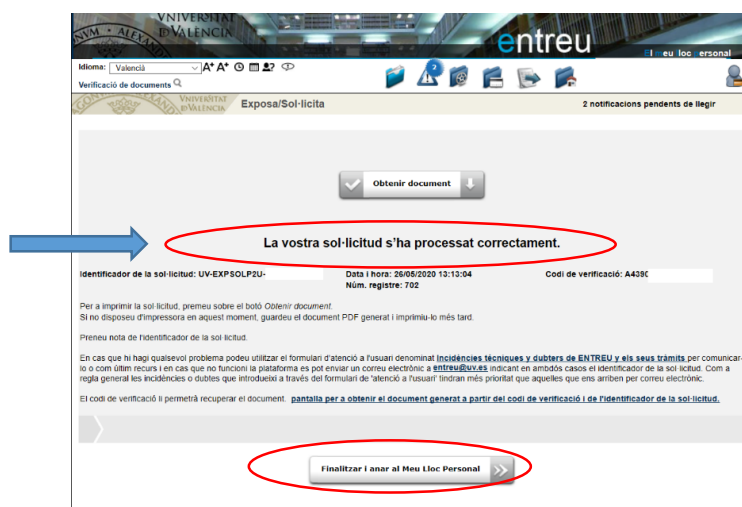 VNIVERSITAT
IDVALENCIA
entreu
El meu lloc personal
Idioma: Valencià A⁺ A⁺
Verificació de documents
2
VNIVERSITAT
IDVALENCIA
Exposa/Sol·licita
2 notificacions pendents de llegir
Obtenir document
La vostra sol·licitud s'ha processat correctament.
Identificador de la sol·licitud: UV-EXPSOLP2U- Data i hora: 26/05/2020 13:13:04 Codi de verificació: A439C
Núm. registre: 702
Per a imprimir la sol·licitud, premeu sobre el botó Obtenir document.
Si no disposeu d'impressora en aquest moment, guardeu el document PDF generat i imprimiu-lo més tard.
Preneu nota de l'identificador de la sol·licitud.
En cas que hi hagi qualsevol problema podeu utilitzar el formulari d'atenció a l'usuari denominat Incidències tècniques y dubters de ENTREU y els seus tràmits per comunicar-
lo o com últim recurs i en cas que no funcioni la plataforma es pot enviar un correu electrònic a entreu@uv.es indicant en ambdós casos el identificador de la sol·licitud. Com a
regla general les incidències o dubtes que introdueixi a través del formulari de 'atenció a l'usuari' tindran més prioritat que aquelles que ens arriben per correu electrònic.
El codi de verificació li permetrà recuperar el document. pantalla per a obtenir el document generat a partir del codi de verificació i de l'identificador de la sol·licitud.
Finalitzar i anar al Meu Lloc Personal